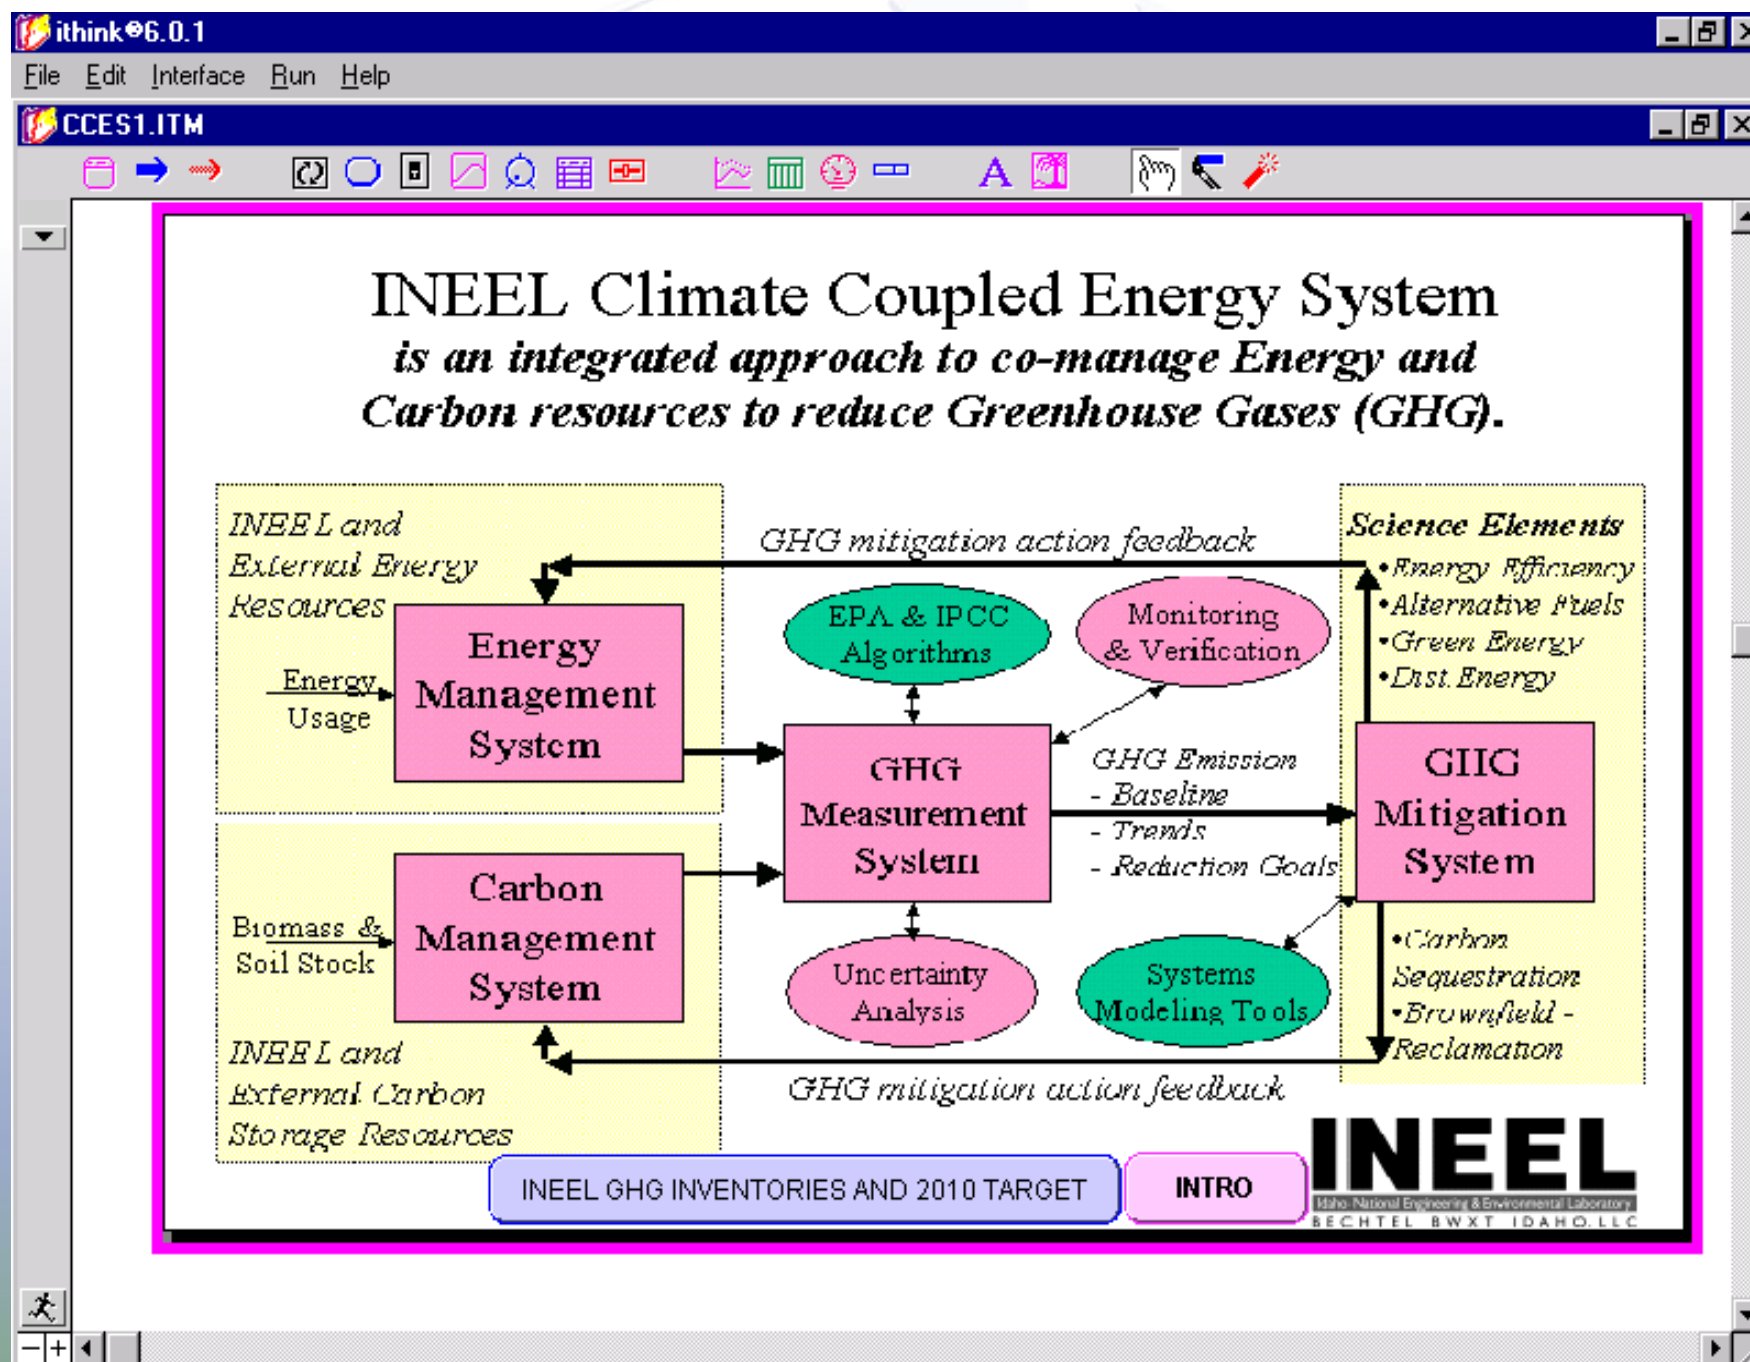 ithink®6.0.1
File Edit Interface Run Help
CCES1.ITM
A
INEEL Climate Coupled Energy System
is an integrated approach to co-manage Energy and
Carbon resources to reduce Greenhouse Gases (GHG).
INEEL and
External Energy
Resources
Energy
Usage
Energy
Management
System
GHG mitigation action feedback
EPA & IPCC
Algorithms
Monitoring
& Verification
Science Elements
•Energy Efficiency
•Alternative Fuels
•Green Energy
•Dist. Energy
GHG
Measurement
System
GHG Emission
- Baseline
- Trends
- Reduction Goals
GHG
Mitigation
System
Biomass &
Soil Stock
Carbon
Management
System
Uncertainty
Analysis
Systems
Modeling Tools
•Carbon
Sequestration
•Brownfield -
Reclamation
INEEL and
External Carbon
Storage Resources
GHG mitigation action feedback
INEEL GHG INVENTORIES AND 2010 TARGET
INTRO
INEEL
Idaho National Engineering & Environmental Laboratory
BECHTEL BWXT IDAHO, LLC